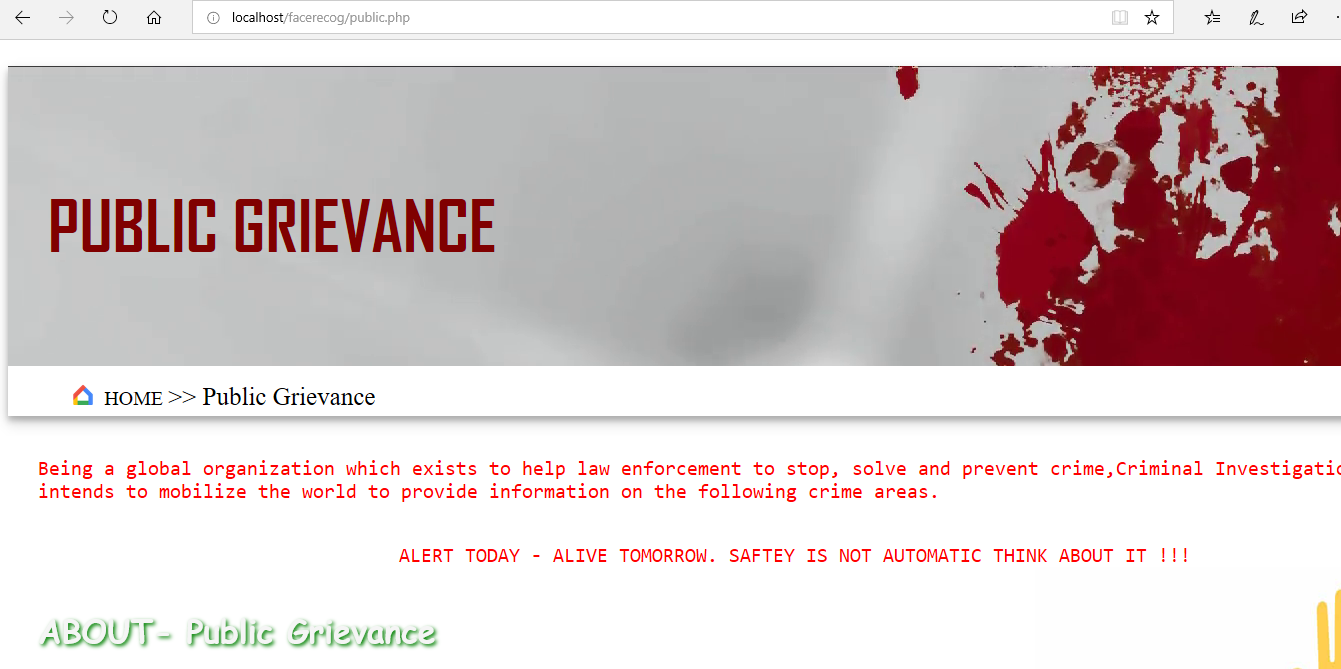 localhost/facerecog/public.php
PUBLIC GRIEVANCE
HOME >> Public Grievance
Being a global organization which exists to help law enforcement to stop, solve and prevent crime,Criminal
intends to mobilize the world to provide information on the following crime areas.
ALERT TODAY - ALIVE TOMORROW. SAFTEY IS NOT AUTOMATIC THINK ABOUT IT !!!
ABOUT- Public Grievance